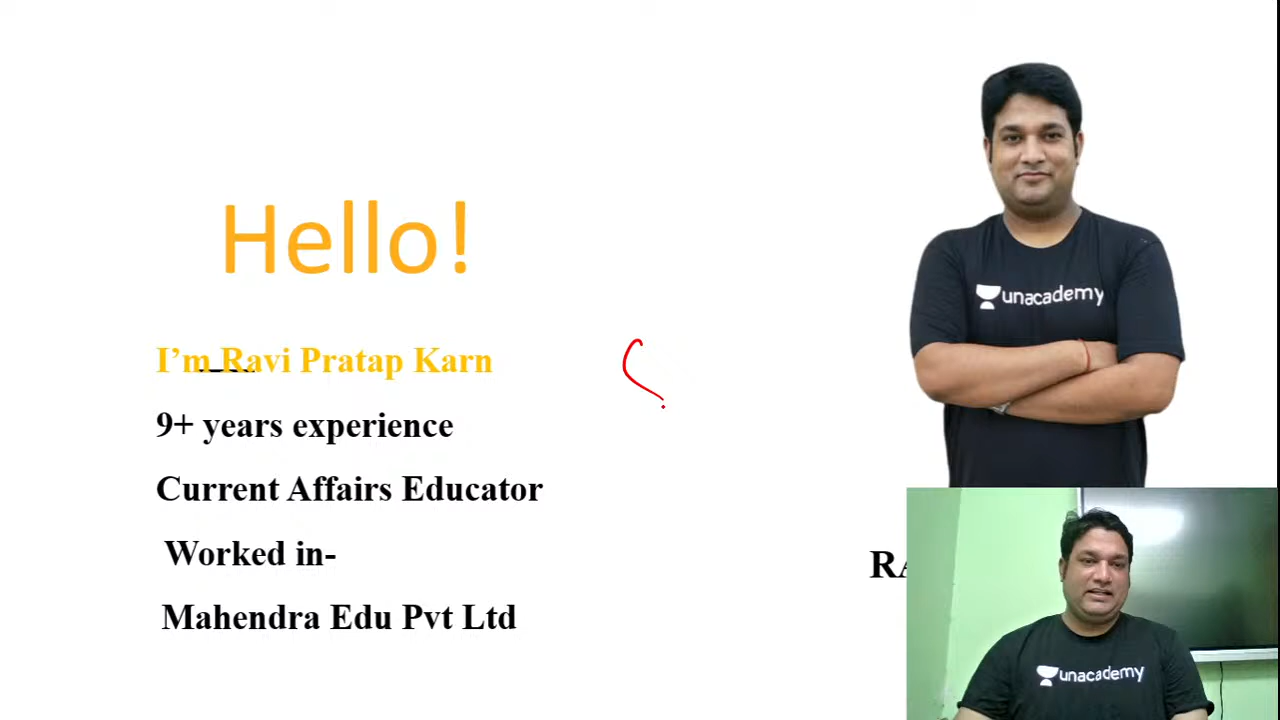 Hello!
I’m Ravi Pratap Karn
9+ years experience
Current Affairs Educator
Worked in-
Mahendra Edu Pvt Ltd
unacademy
unacademy